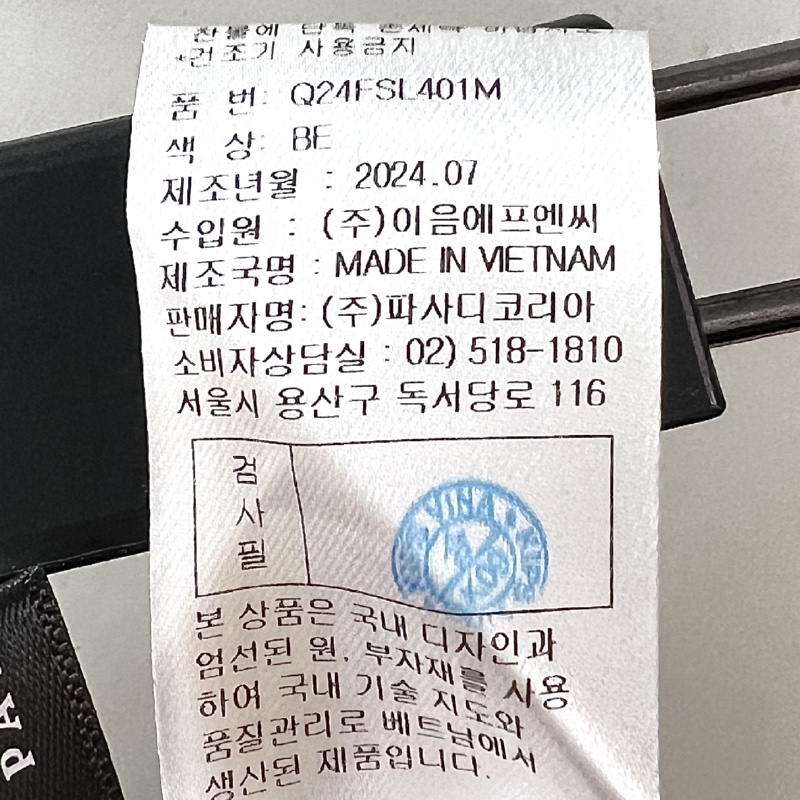 *건조기 사용금지
품 번: Q24FSL401M
색 상: BE
제조년월 : 2024.07
수입원 : (주)이음에프엔씨
제조국명 : MADE IN VIETNAM
판매자명: (주)파사디코리아
소비자상담실 : 02) 518-1810
서울시 용산구 독서당로 116
검사필
VINA
본 상품은 국내 디자인과
엄선된 원, 부자재를 사용
하여 국내 기술 지도와
품질관리로 베트남에서
생산된 제품입니다.